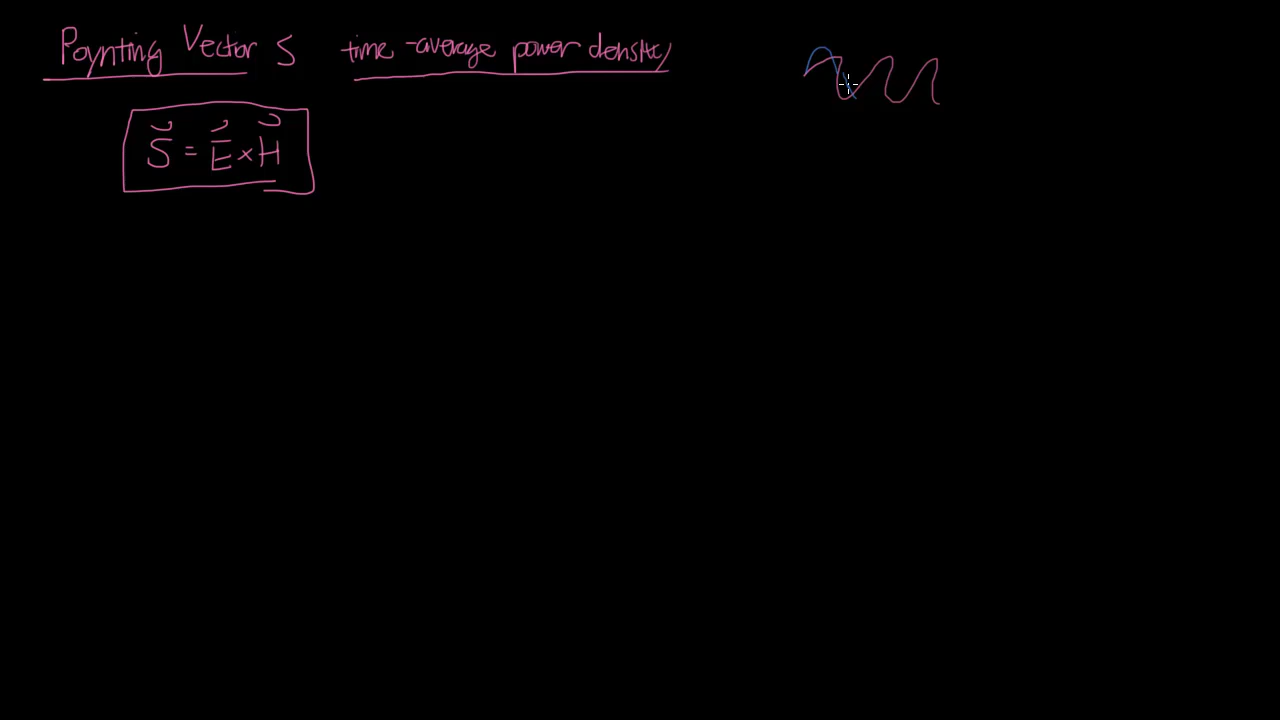 Poynting Vector S time-average power density
S = E × H